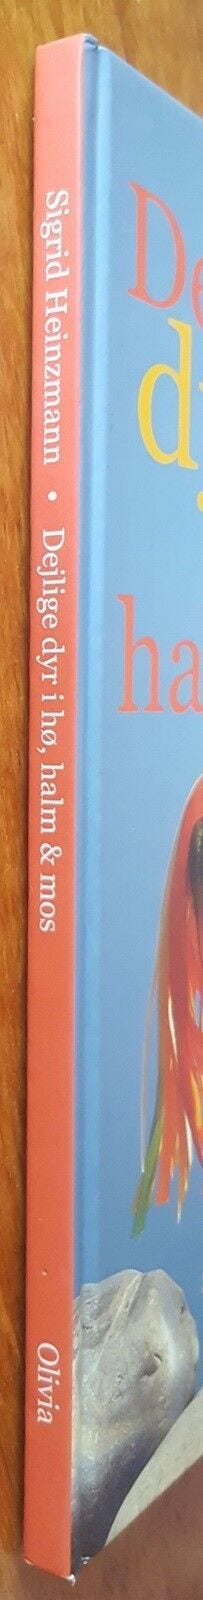 Sigrid Heinzmann • Dejlige dyr i hø, halm & mos
Olivia